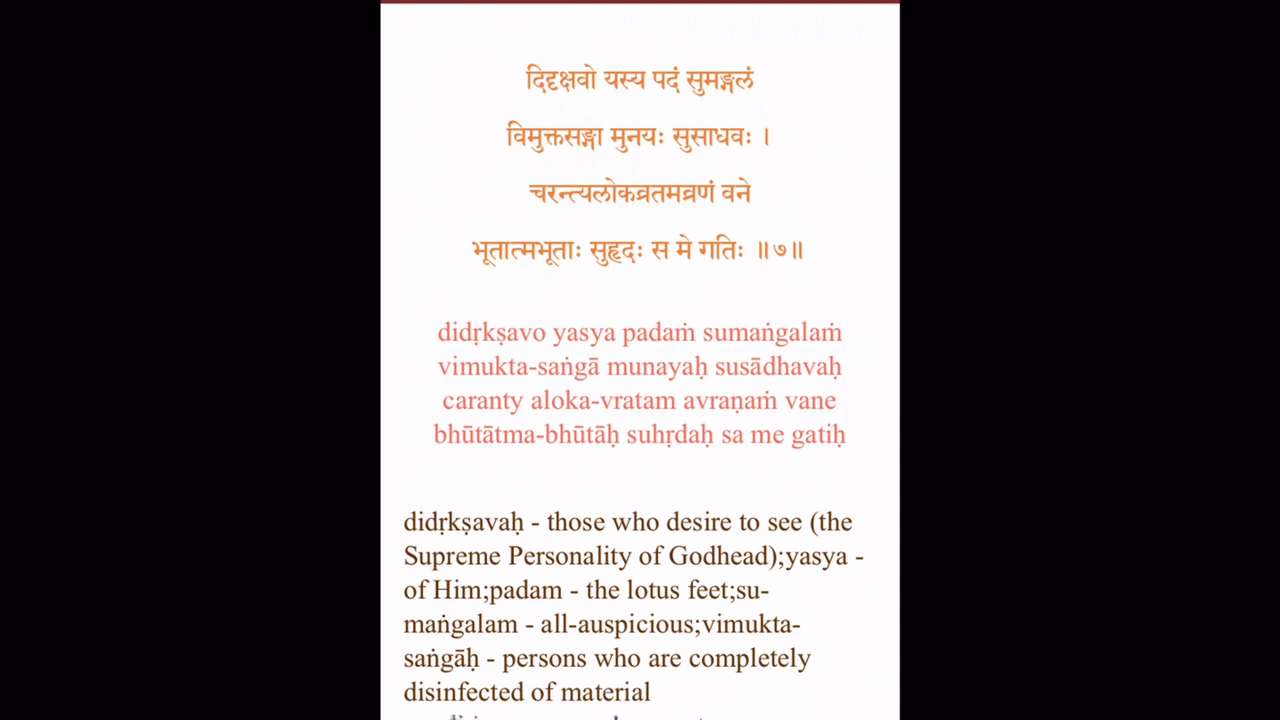 दिदृक्षवो यस्य पदं सुमङ्गलं
विमुक्तसङ्गा मुनयः सुसाधवः ।
चरन्त्यलोकव्रतमव्रणं वने
भूतात्मभूताः सुहृदः स मे गतिः ॥७॥
didṛkṣavo yasya padaṁ sumaṅgalaṁ
vimukta-saṅgā munayaḥ susādhavaḥ
caranty aloka-vratam avraṇaṁ vane
bhūtātma-bhūtāḥ suhṛdaḥ sa me gatiḥ
didṛkṣavaḥ - those who desire to see (the
Supreme Personality of Godhead);yasya -
of Him;padam - the lotus feet;su-
maṅgalam - all-auspicious;vimukta-
saṅgāḥ - persons who are completely
disinfected of material